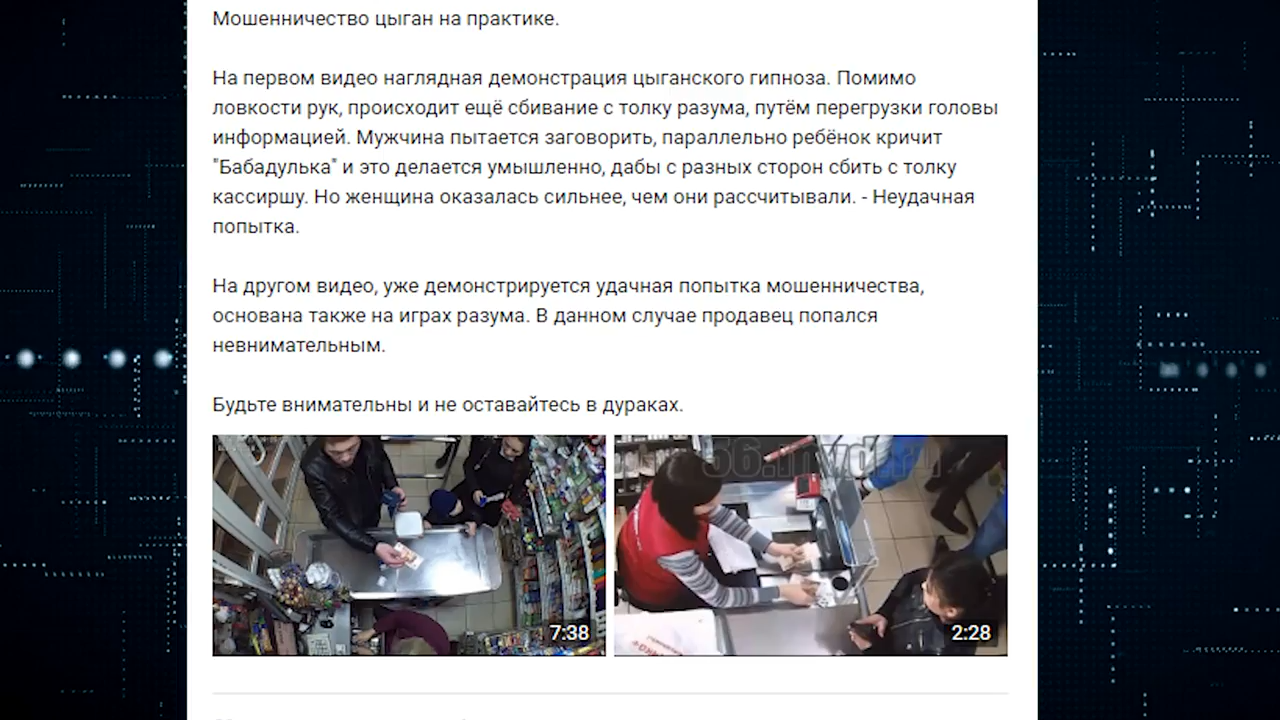 Мошенничество цыган на практике.
На первом видео наглядная демонстрация цыганского гипноза. Помимо
ловкости рук, происходит ещё сбивание с толку разума, путём перегрузки головы
информацией. Мужчина пытается заговорить, параллельно ребёнок кричит
"Бабадулька" и это делается умышленно, дабы с разных сторон сбить с толку
кассиршу. Но женщина оказалась сильнее, чем они рассчитывали. - Неудачная
попытка.
На другом видео, уже демонстрируется удачная попытка мошенничества,
основана также на играх разума. В данном случае продавец попался
невнимательным.
Будьте внимательны и не оставайтесь в дураках.
56.mvd.ru
7:38
2:28